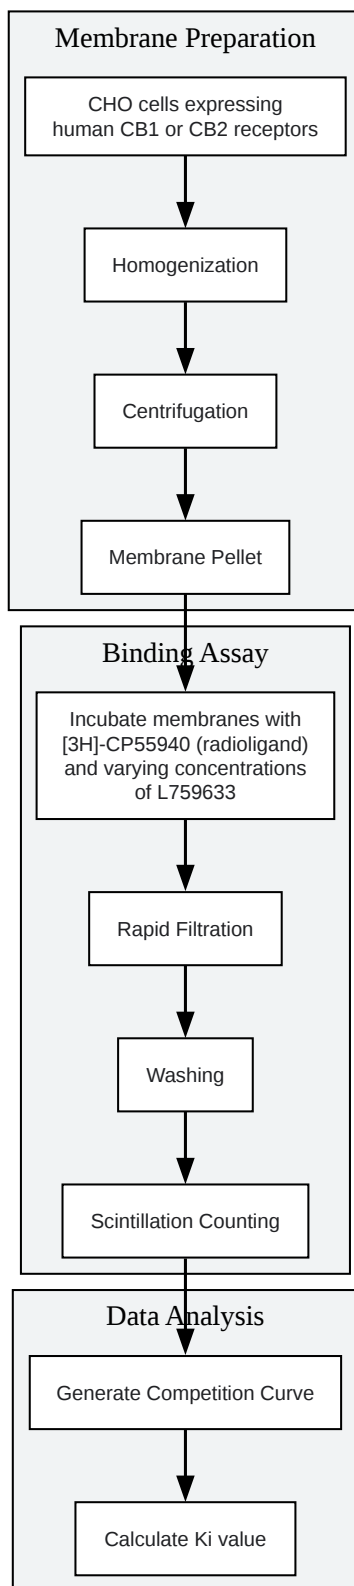 Membrane Preparation
CHO cells expressing
human CB1 or CB2 receptors
Homogenization
Centrifugation
Membrane Pellet
Binding Assay
Incubate membranes with
[3H]-CP55940 (radioligand)
and varying concentrations
of L759633
Rapid Filtration
Washing
Scintillation Counting
Data Analysis
Generate Competition Curve
Calculate Ki value